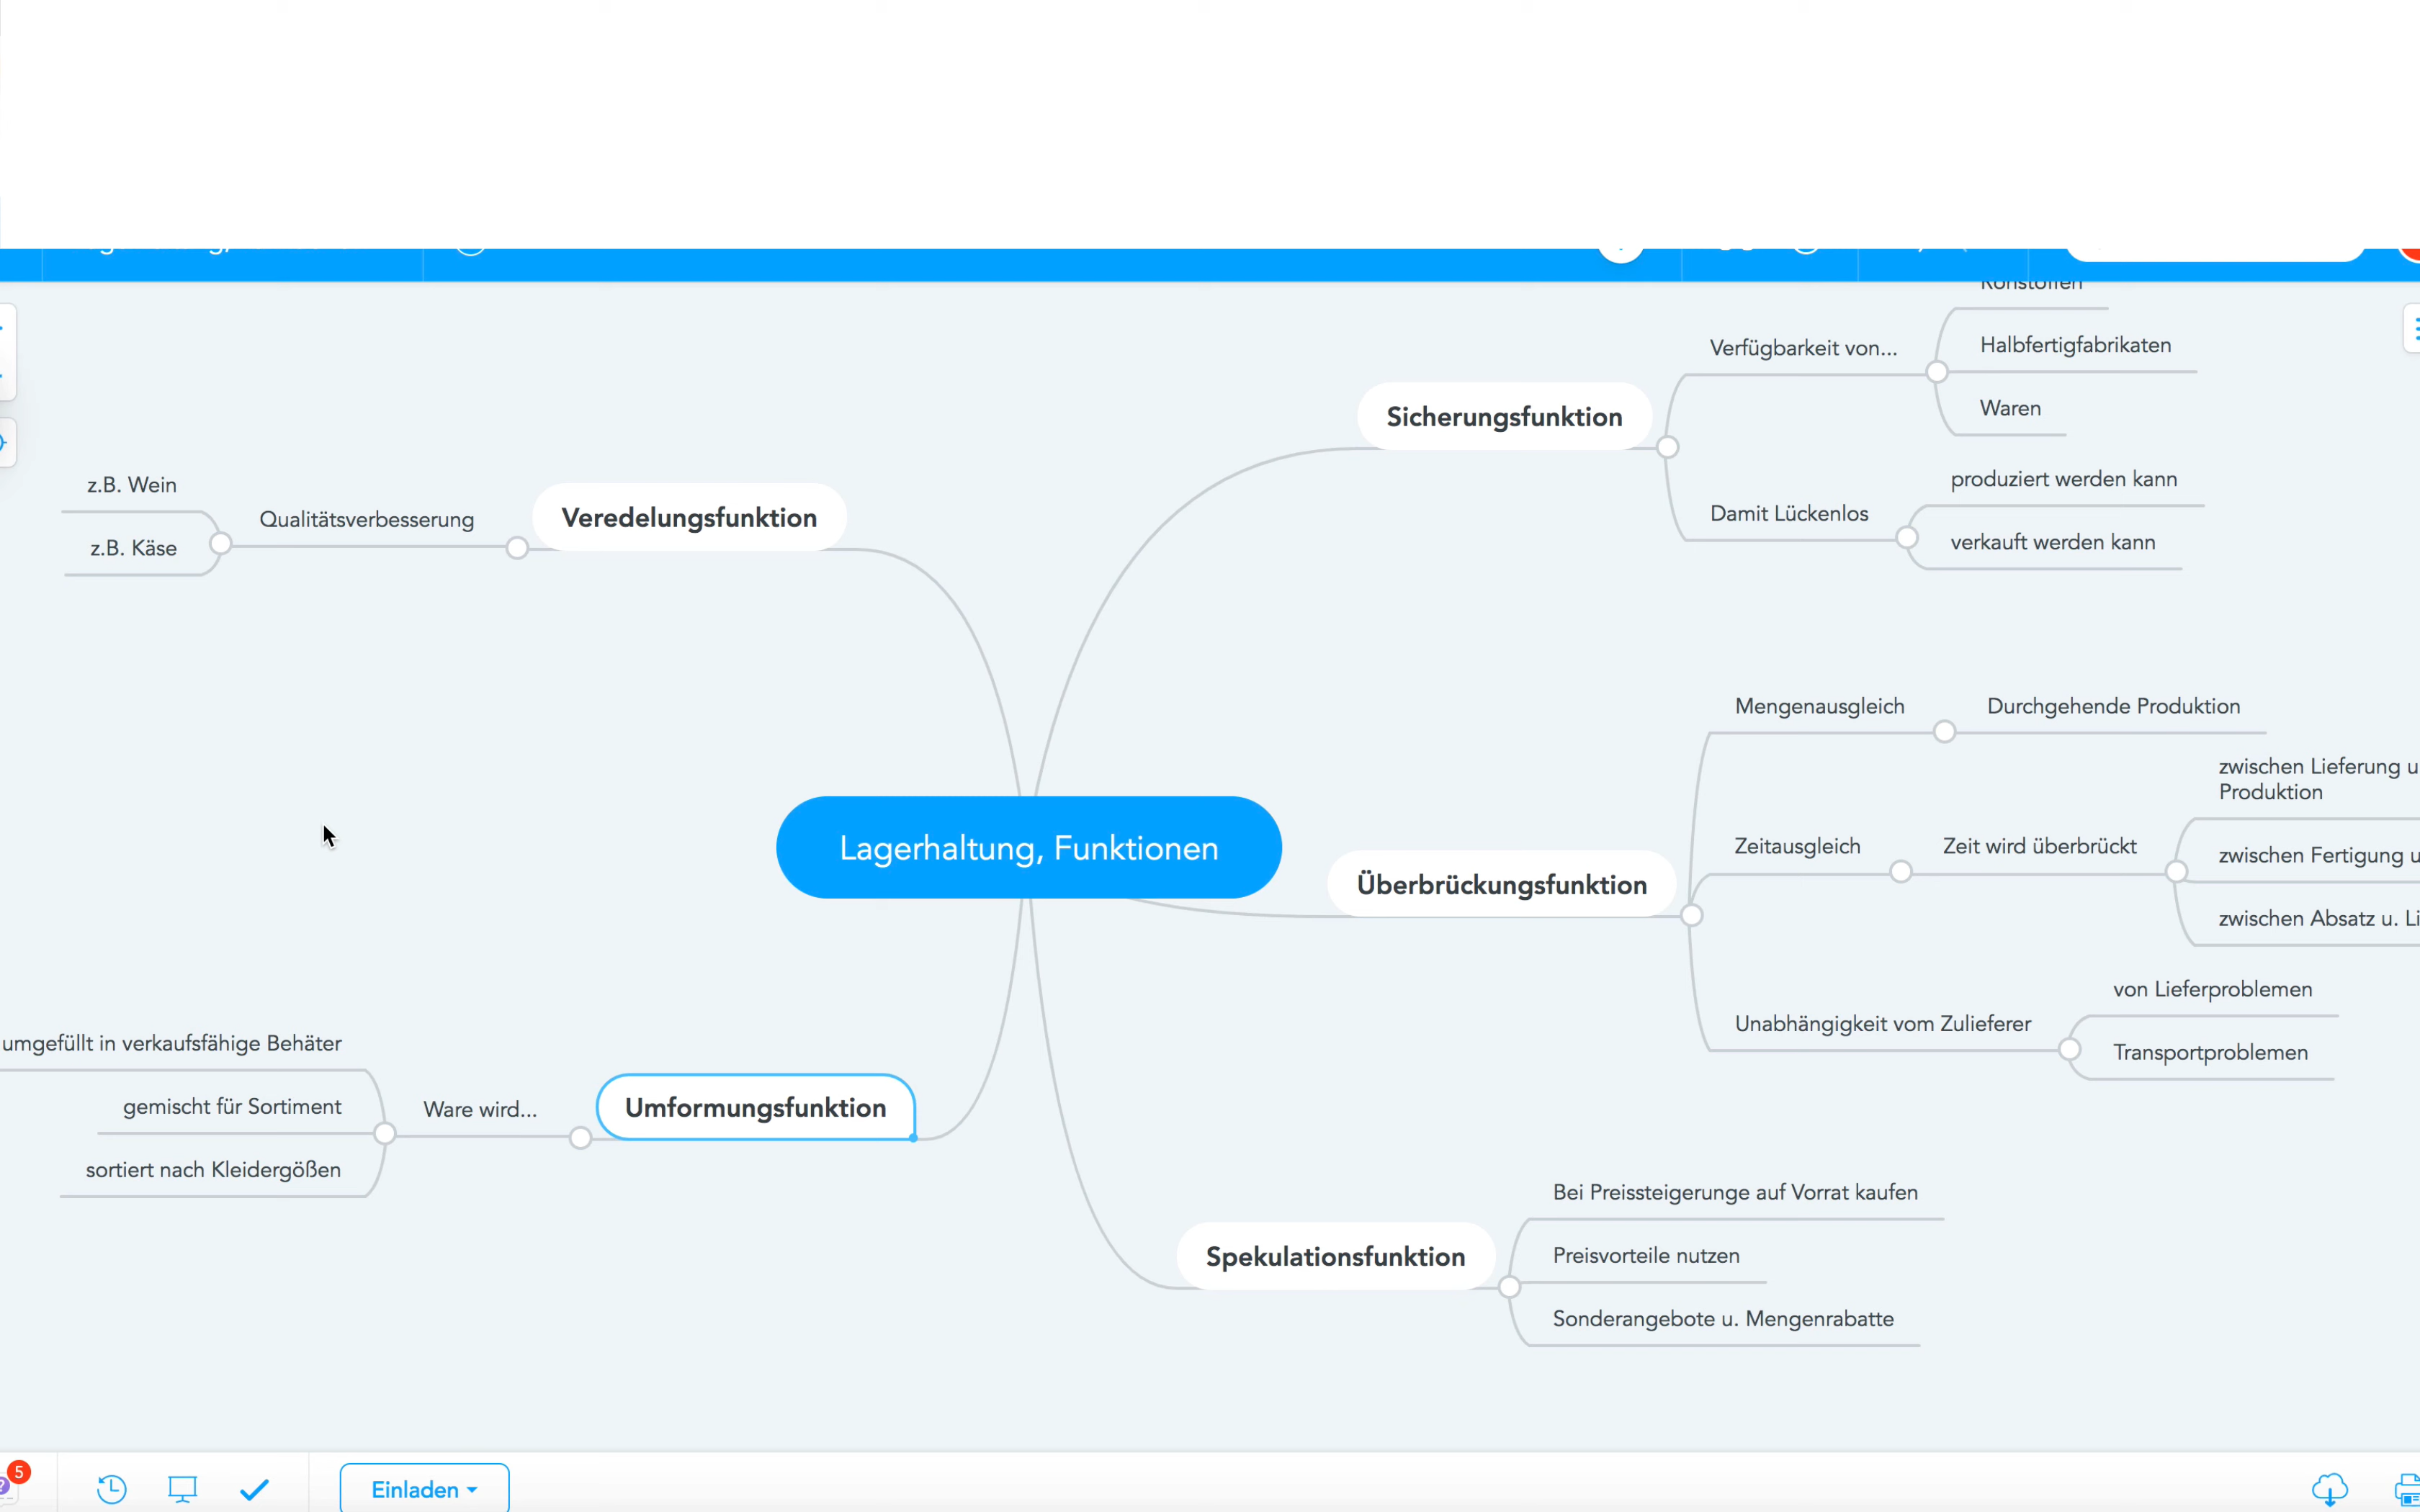 Halbfertigfabrikaten
Verfügbarkeit von...
Waren
Sicherungsfunktion
produziert werden kann
Damit Lückenlos
verkauft werden kann
z.B. Wein
Qualitätsverbesserung
Veredelungsfunktion
z.B. Käse
Mengenausgleich
Durchgehende Produktion
zwischen Lieferung
Produktion
Zeitausgleich
Zeit wird überbrückt
zwischen Fertigung
zwischen Absatz u.
Lagerhaltung, Funktionen
Überbrückungsfunktion
von Lieferproblemen
Unabhängigkeit vom Zulieferer
Transportproblemen
umgefüllt in verkaufsfähige Behäter
gemischt für Sortiment
Ware wird...
Umformungsfunktion
sortiert nach Kleidergößen
Bei Preissteigerunge auf Vorrat kaufen
Spekulationsfunktion
Preisvorteile nutzen
Sonderangebote u. Mengenrabatte
5
Einladen